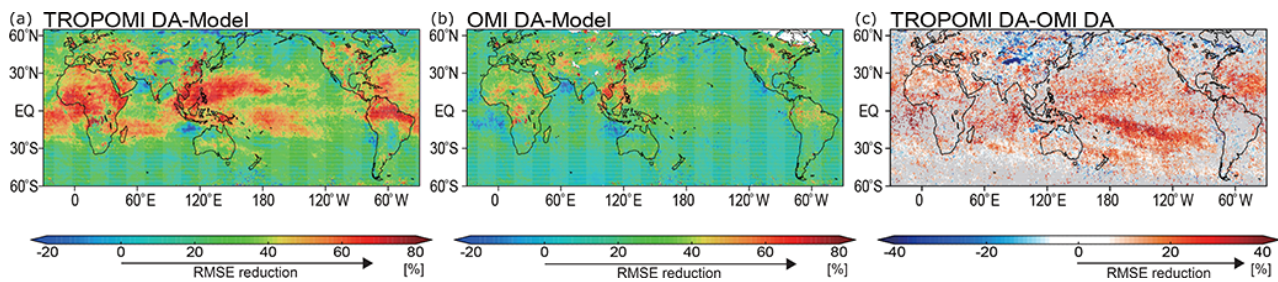 (a) TROPOMI DA-Model
60˚N
30˚N
EQ
30˚S
60˚S
0 60˚E 120˚E 180˚ 120˚W 60˚W
-20 0 20 40 60 80
RMSE reduction [%]
(b) OMI DA-Model
60˚N
30˚N
EQ
30˚S
60˚S
0 60˚E 120˚E 180˚ 120˚W 60˚W
-20 0 20 40 60 80
RMSE reduction [%]
(c) TROPOMI DA-OMI DA
60˚N
30˚N
EQ
30˚S
60˚S
0 60˚E 120˚E 180˚ 120˚W 60˚W
-40 -20 0 20 40
RMSE reduction [%]